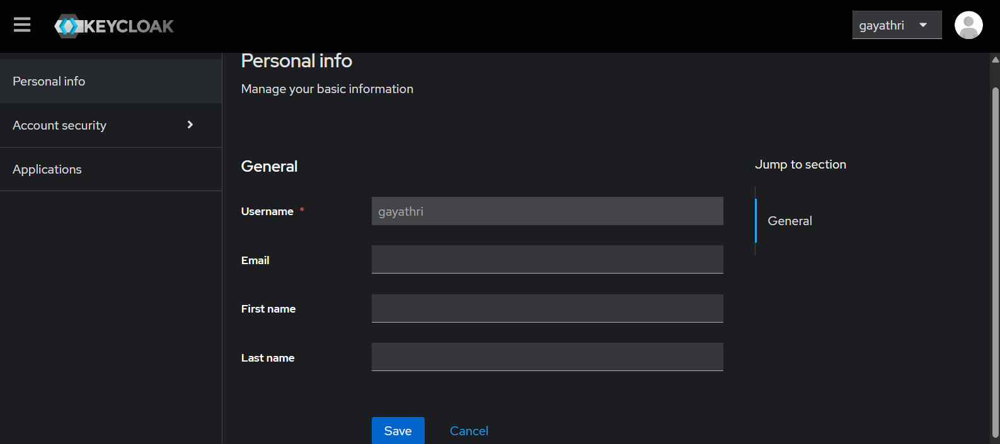 KEYCLOAK
gayathri
Personal info
Account security
Applications
Personal info
Manage your basic information
General
Username *
gayathri
Email
First name
Last name
Save
Cancel
Jump to section
General